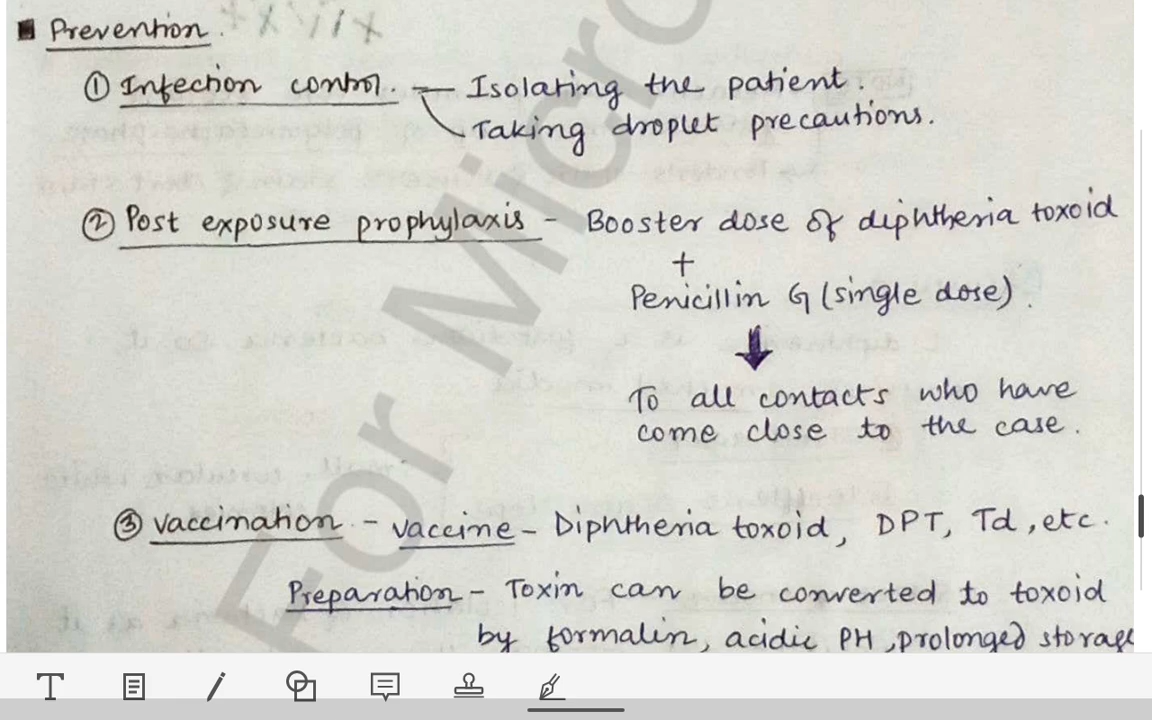 Prevention.
① Infection control. — Isolating the patient.
Taking droplet precautions.
② Post exposure prophylaxis - Booster dose of diphtheria toxoid
+
Penicillin G (single dose).
To all contacts who have
come close to the case.
③ vaccination. - vaccine - Diphtheria toxoid, DPT, Td, etc.
Preparation - Toxin can be converted to toxoid
by formalin, acidic PH, prolonged storage
For Micro
T